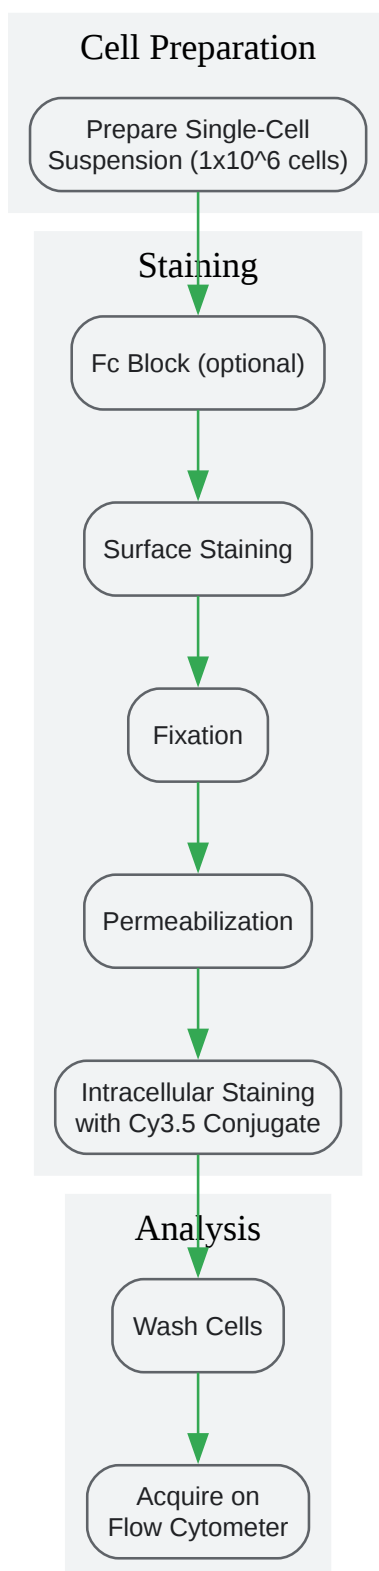 Cell Preparation
Prepare Single-Cell
Suspension (1x10^6 cells)
Staining
Fc Block (optional)
Surface Staining
Fixation
Permeabilization
Intracellular Staining
with Cy3.5 Conjugate
Analysis
Wash Cells
Acquire on
Flow Cytometer